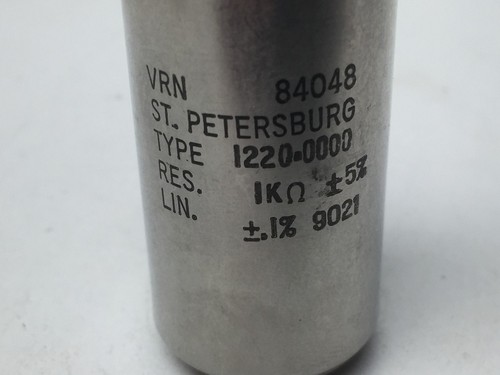 VRN 84048
ST. PETERSBURG
TYPE 1220-0000
RES. 1KΩ ±5%
LIN. ±.1% 9021